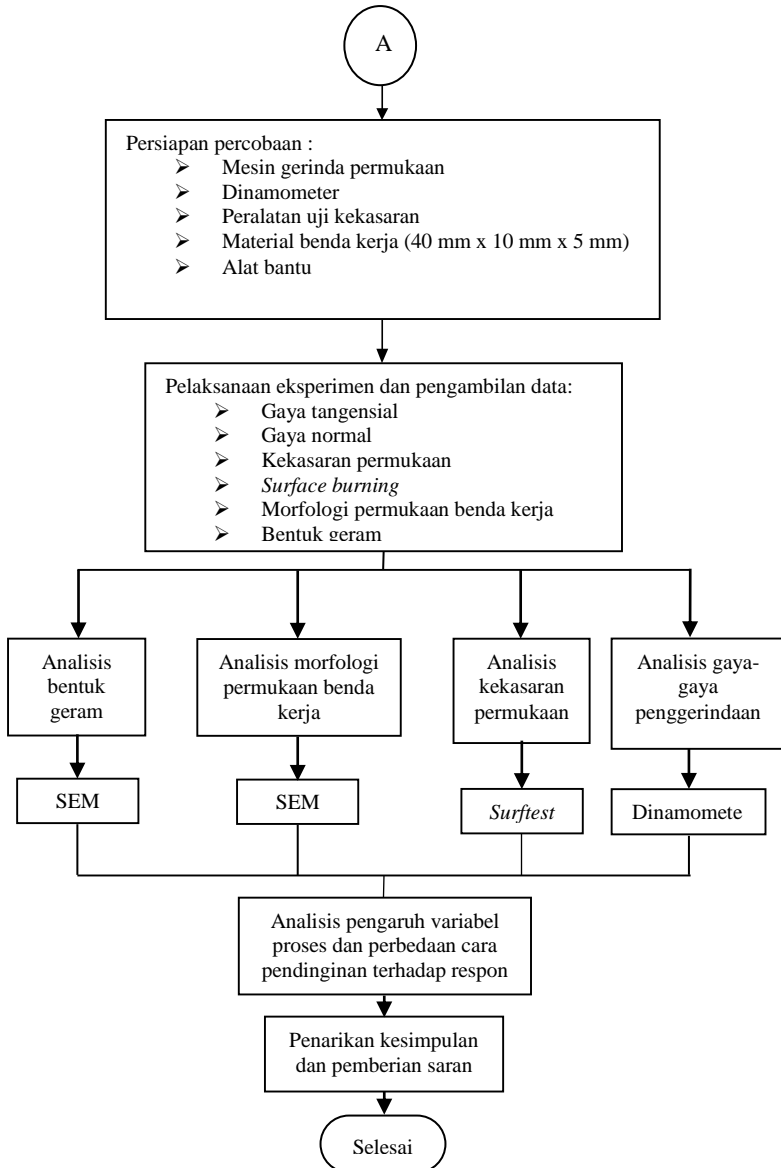 A
Persiapan percobaan :
➢ Mesin gerinda permukaan
➢ Dinamometer
➢ Peralatan uji kekasaran
➢ Material benda kerja (40 mm x 10 mm x 5 mm)
➢ Alat bantu
Pelaksanaan eksperimen dan pengambilan data:
➢ Gaya tangensial
➢ Gaya normal
➢ Kekasaran permukaan
➢ Surface burning
➢ Morfologi permukaan benda kerja
➢ Bentuk geram
Analisis
bentuk
geram
Analisis morfologi
permukaan benda
kerja
Analisis
kekasaran
permukaan
Analisis gaya-
gaya
penggerindaan
SEM
SEM
Surftest
Dinamomete
Analisis pengaruh variabel
proses dan perbedaan cara
pendinginan terhadap respon
Penarikan kesimpulan
dan pemberian saran
Selesai